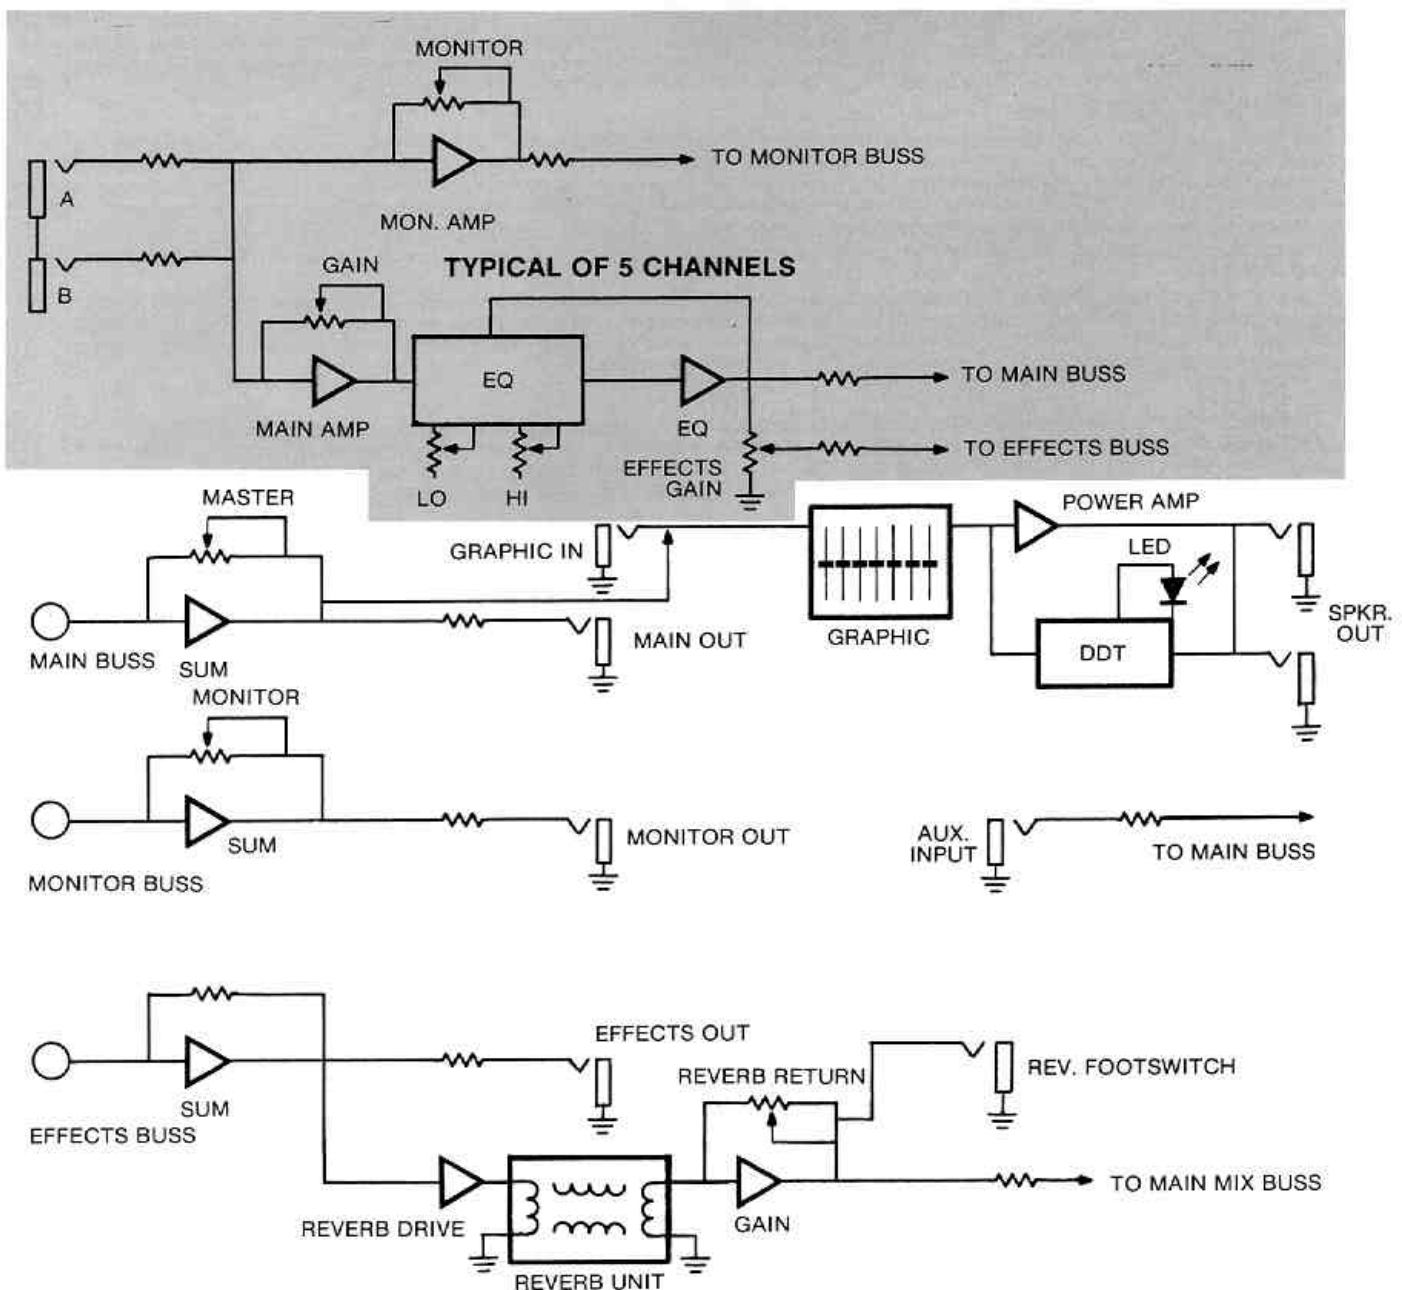 MONITOR
TO MONITOR BUSS
A
MON. AMP
B
GAIN
TYPICAL OF 5 CHANNELS
EQ
TO MAIN BUSS
MAIN AMP
EQ
TO EFFECTS BUSS
EFFECTS
GAIN
LO
HI
MASTER
GRAPHIC IN
POWER AMP
LED
GRAPHIC
SPKR.
OUT
MAIN BUSS
SUM
MAIN OUT
DDT
MONITOR
SUM
MONITOR OUT
MONITOR BUSS
AUX.
INPUT
TO MAIN BUSS
EFFECTS OUT
REVERB RETURN
REV. FOOTSWITCH
SUM
EFFECTS BUSS
REVERB DRIVE
GAIN
TO MAIN MIX BUSS
REVERB UNIT